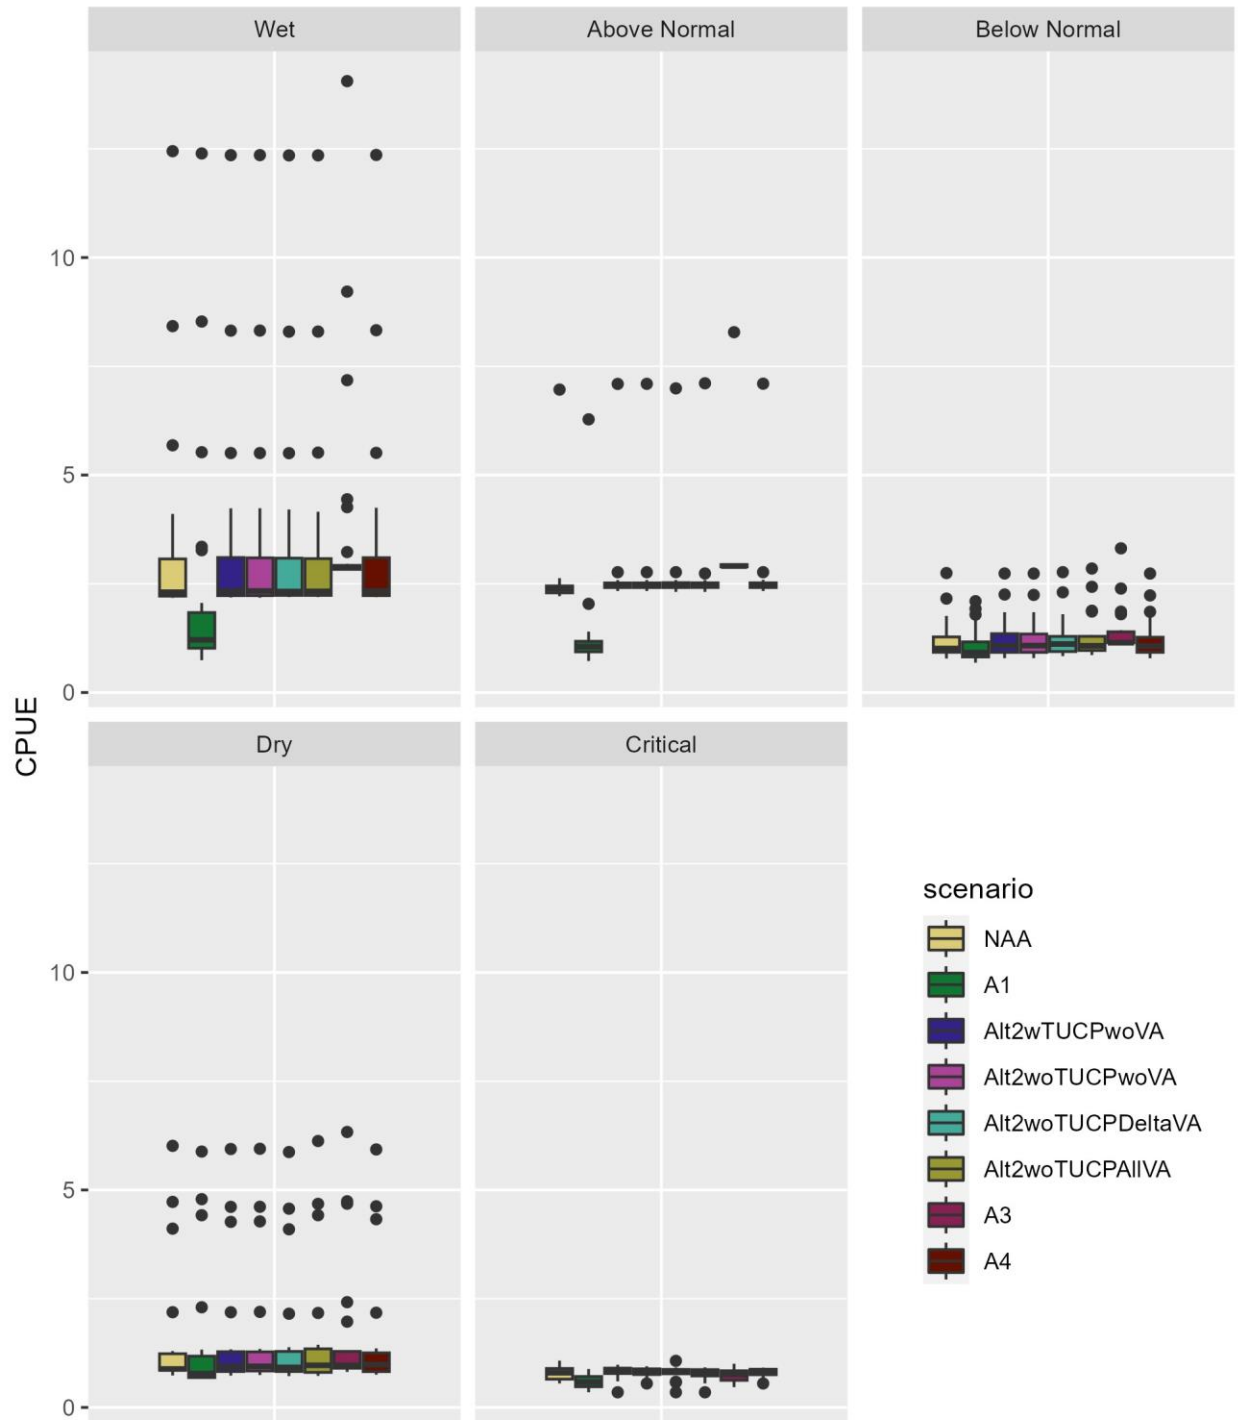 Wet
Above Normal
Below Normal
10
5
0
CPUE
Dry
Critical
10
5
0
scenario
NAA
A1
Alt2wTUCPwoVA
Alt2woTUCPwoVA
Alt2woTUCPDeltaVA
Alt2woTUCPAllVA
A3
A4